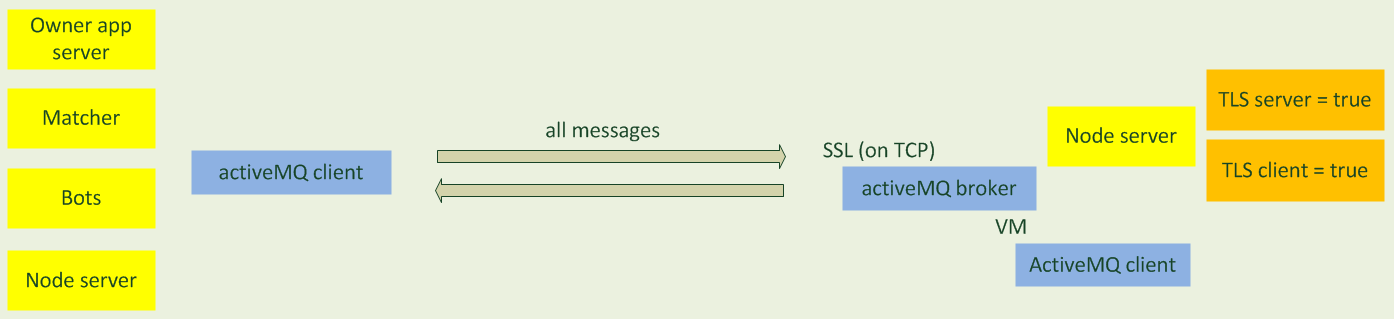 Owner app
server
Matcher
Bots
Node server
activeMQ client
all messages
SSL (on TCP)
activeMQ broker
VM
ActiveMQ client
Node server
TLS server = true
TLS client = true